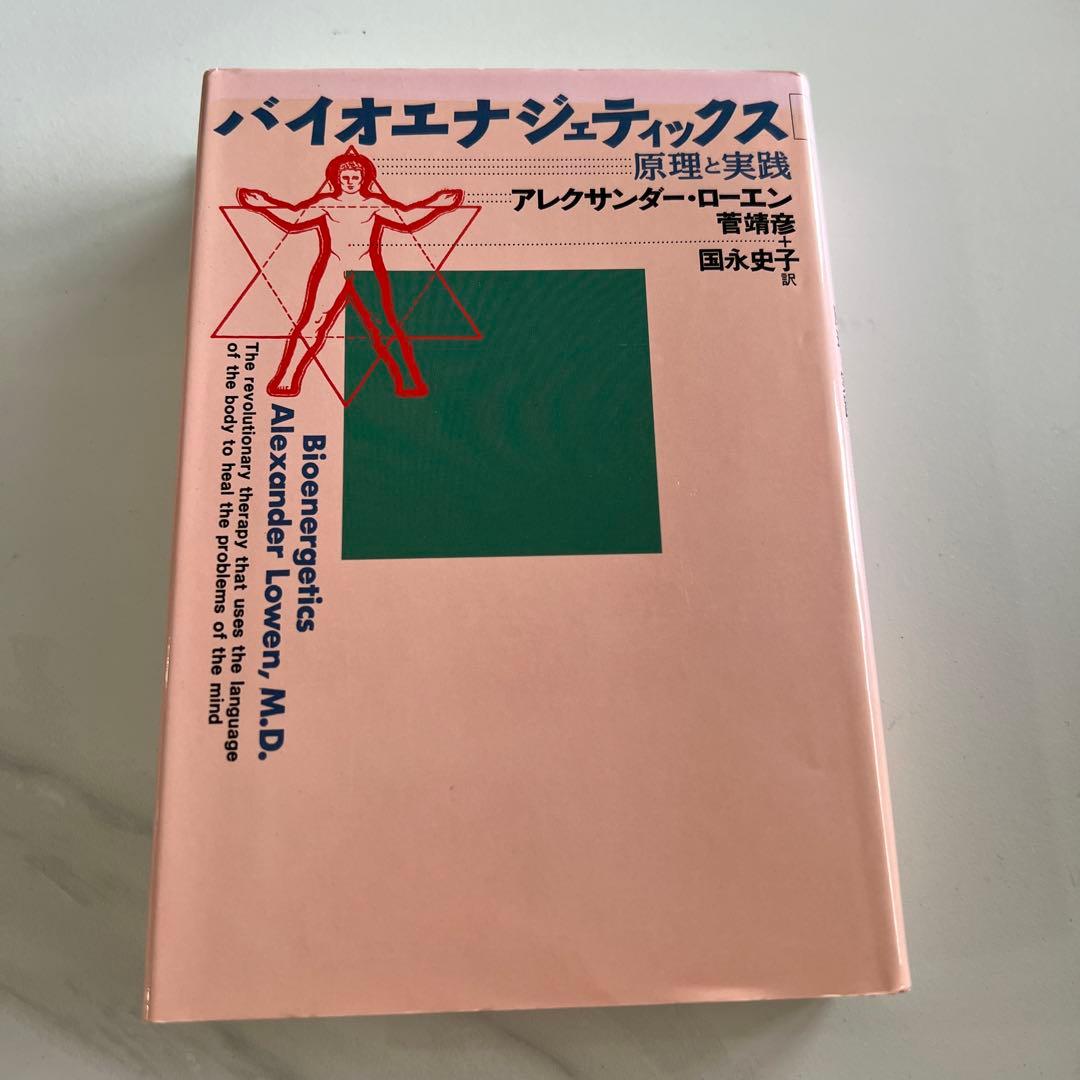 バイオエナジェティックス
原理と実践
アレクサンダー・ローエン
菅靖彦
+
国永史子 訳
Bioenergetics
Alexander Lowen, M.D.
The revolutionary therapy that uses the language
of the body to heal the problems of the mind